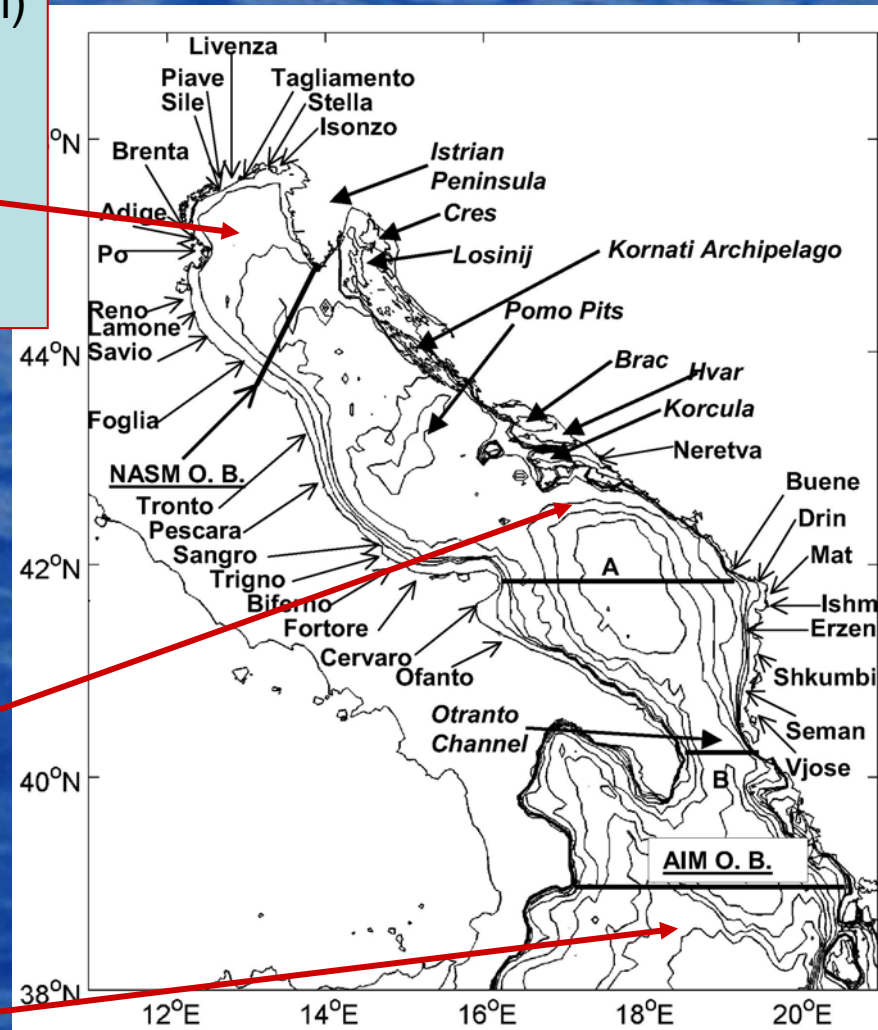 l)
Livenza
Piave
Tagliamento
Sile
Stella
Isonzo
Brenta
Istrian
Peninsula
Adige
Cres
Po
Losinij
Kornati Archipelago
Pomo Pits
Reno
Lamone
44°N
Savio
Brac
Hvar
Korcula
Foglia
Neretva
NASM O. B.
Buene
Tronto
Drin
Pescara
Mat
Sangro
42°N
A
Trigno
Ishm
Biferno
Erzen
Fortore
Cervaro
Shkumbi
Ofanto
Otranto
Channel
Seman
Vjose
40°N
B
AIM O. B.
38°N
12°E
14°E
16°E
18°E
20°E